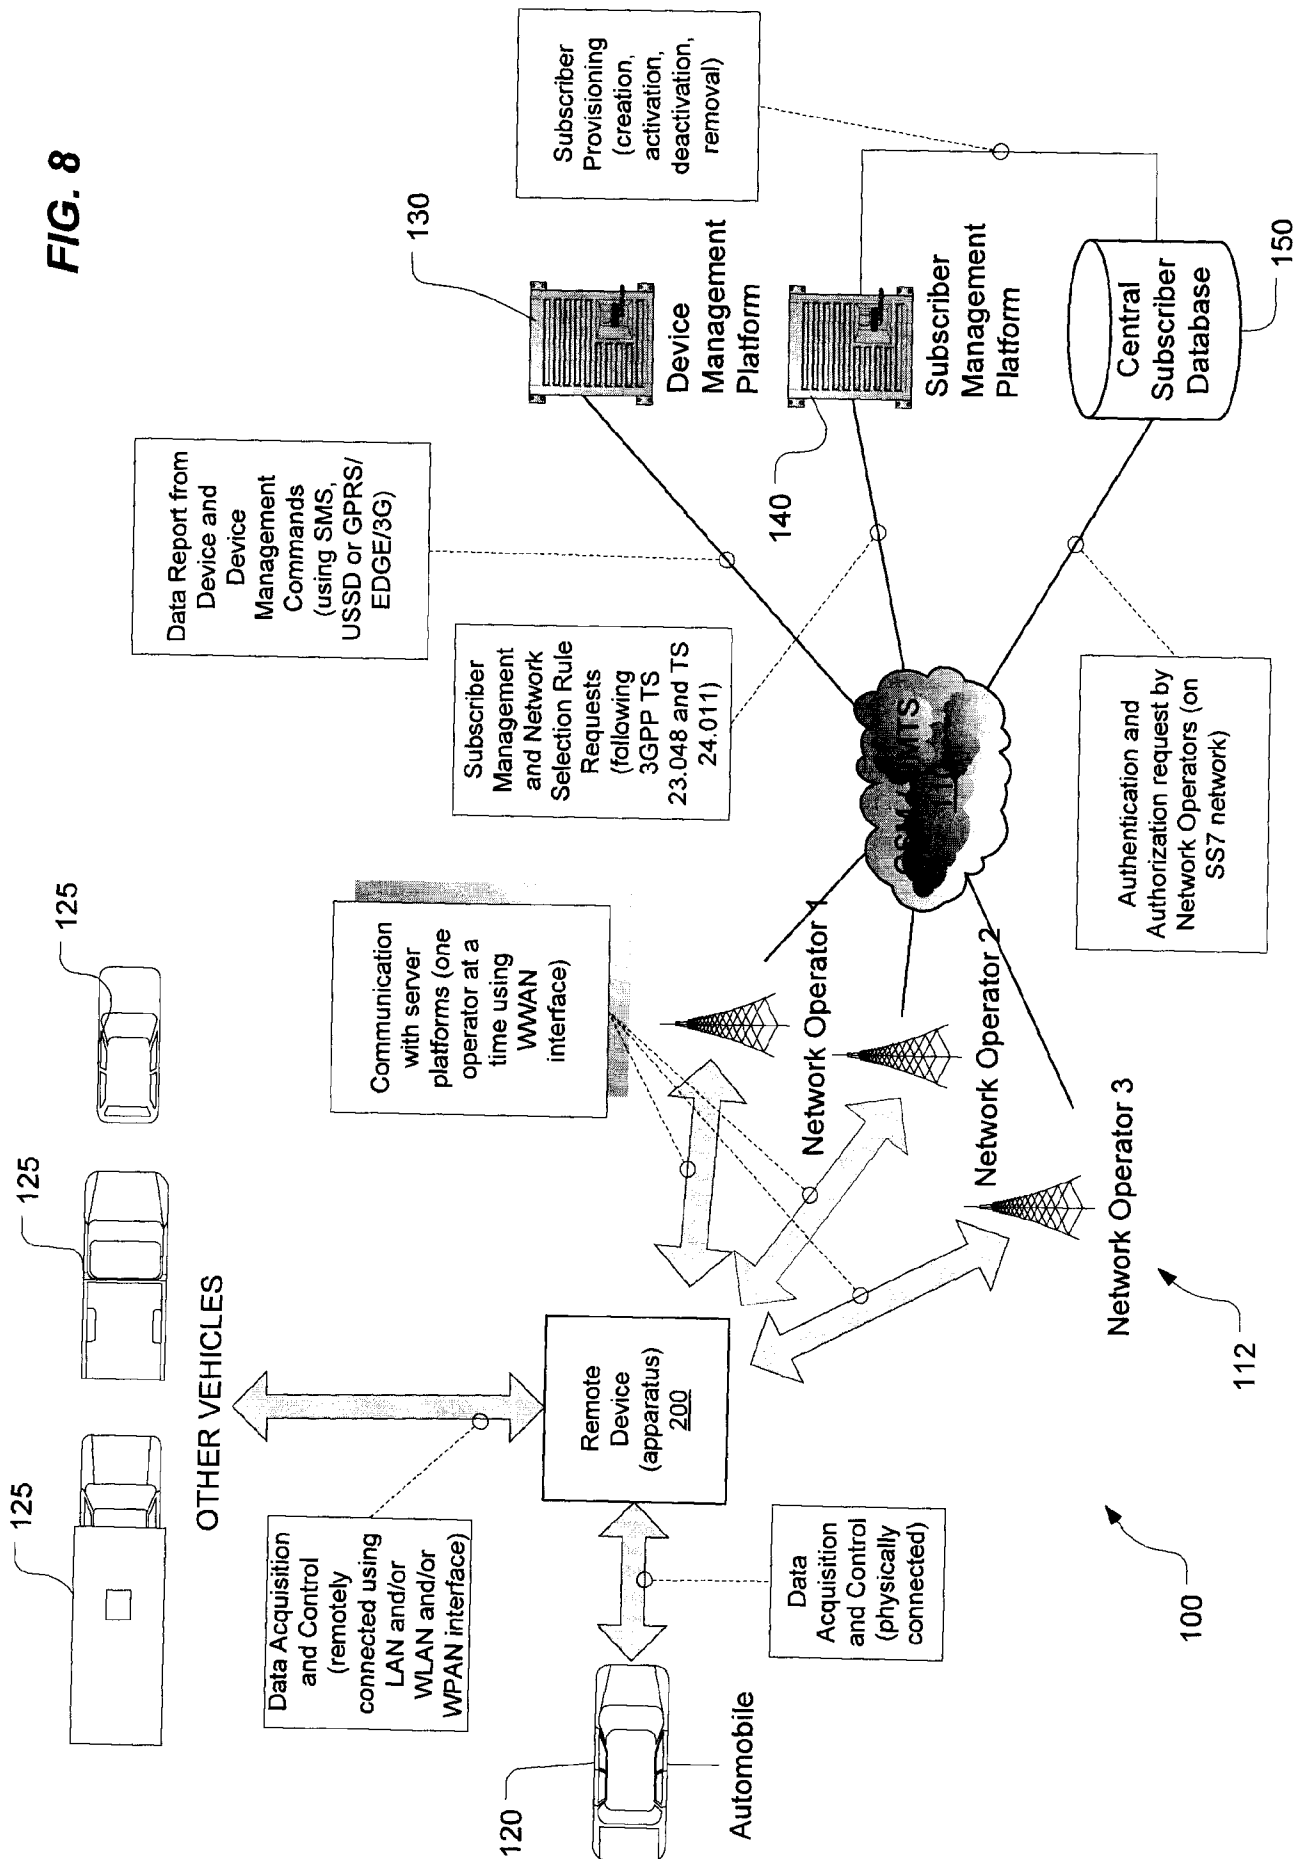 FIG. 8
125
125
125
OTHER VEHICLES
Data Acquisition
and Control
(remotely
connected using
LAN and/or
WLAN and/or
WPAN interface)
120
Automobile
Data
Acquisition
and Control
(physically
connected)
Remote
Device
(apparatus)
200
Communication
with server
platforms (one
operator at a
time using
WWAN
interface)
Network Operator 1
Network Operator 2
Network Operator 3
112
100
Data Report from
Device and
Device
Management
Commands
(using SMS,
USSD or GPRS/
EDGE/3G)
Subscriber
Management
and Network
Selection Rule
Requests
(following
3GPP TS
23.048 and TS
24.011)
Authentication and
Authorization request by
Network Operators (on
SS7 network)
130
Device
Management
Platform
140
Subscriber
Management
Platform
Subscriber
Provisioning
(creation,
activation,
deactivation,
removal)
Central
Subscriber
Database
150